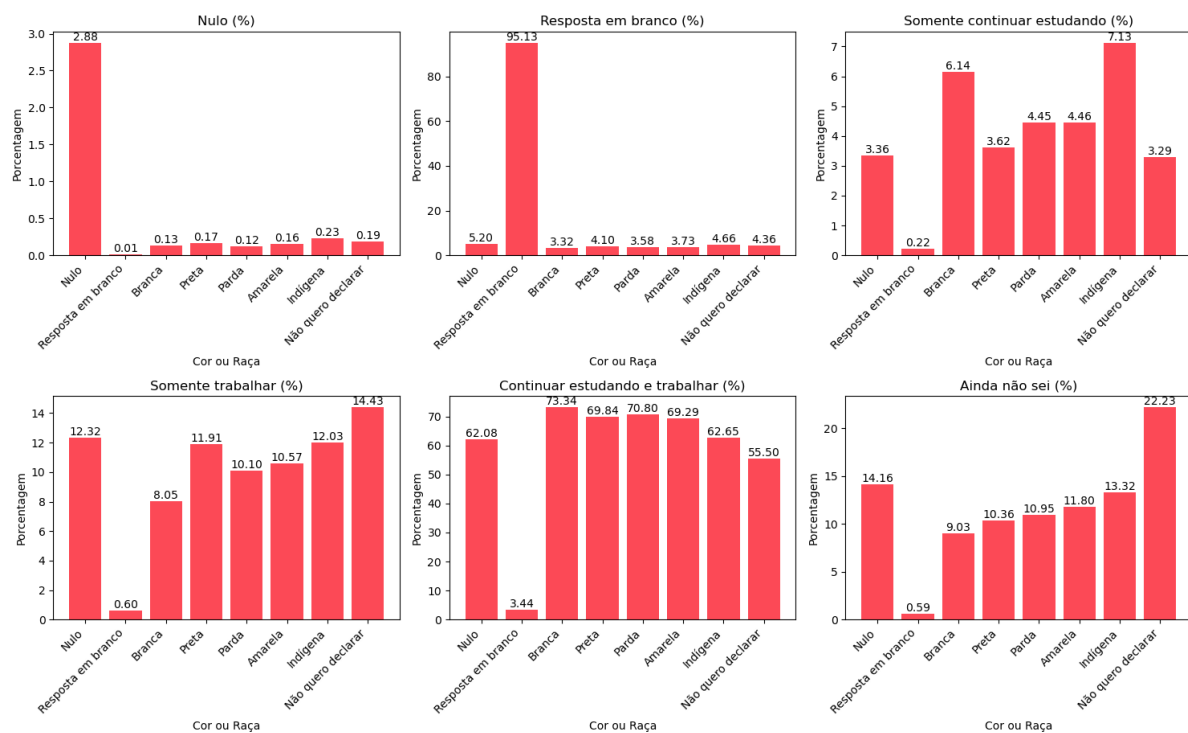 Nulo (%)
Porcentagem
3.0
2.5
2.0
1.5
1.0
0.5
0.0
2.88
0.01
0.13
0.17
0.12
0.16
0.23
0.19
Nulo
Resposta em branco
Branca
Preta
Parda
Amarela
Indígena
Não quero declarar
Cor ou Raça
Resposta em branco (%)
Porcentagem
80
60
40
20
0
5.20
95.13
3.32
4.10
3.58
3.73
4.66
4.36
Nulo
Resposta em branco
Branca
Preta
Parda
Amarela
Indígena
Não quero declarar
Cor ou Raça
Somente continuar estudando (%)
Porcentagem
7
6
5
4
3
2
1
0
3.36
0.22
6.14
3.62
4.45
4.46
7.13
3.29
Nulo
Resposta em branco
Branca
Preta
Parda
Amarela
Indígena
Não quero declarar
Cor ou Raça
Somente trabalhar (%)
Porcentagem
14
12
10
8
6
4
2
0
12.32
0.60
8.05
11.91
10.10
10.57
12.03
14.43
Nulo
Resposta em branco
Branca
Preta
Parda
Amarela
Indígena
Não quero declarar
Cor ou Raça
Continuar estudando e trabalhar (%)
Porcentagem
70
60
50
40
30
20
10
0
62.08
3.44
73.34
69.84
70.80
69.29
62.65
55.50
Nulo
Resposta em branco
Branca
Preta
Parda
Amarela
Indígena
Não quero declarar
Cor ou Raça
Ainda não sei (%)
Porcentagem
20
15
10
5
0
14.16
0.59
9.03
10.36
10.95
11.80
13.32
22.23
Nulo
Resposta em branco
Branca
Preta
Parda
Amarela
Indígena
Não quero declarar
Cor ou Raça